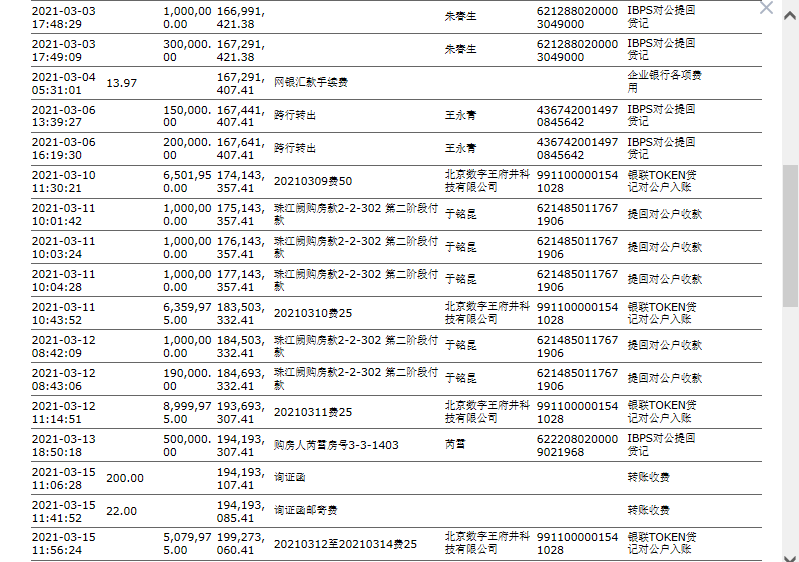 2021-03-03 17:48:29 1,000,000.00 166,991,421.38 朱春生 6212880200003049000 IBPS对公提回贷记
2021-03-03 17:49:09 300,000.00 167,291,421.38 朱春生 6212880200003049000 IBPS对公提回贷记
2021-03-04 05:31:01 13.97 167,291,407.41 网银汇款手续费 企业银行各项费用
2021-03-06 13:39:27 150,000.00 167,441,407.41 跨行转出 王永青 4367420014970845642 IBPS对公提回贷记
2021-03-06 16:19:30 200,000.00 167,641,407.41 跨行转出 王永青 4367420014970845642 IBPS对公提回贷记
2021-03-10 11:30:21 6,501,950.00 174,143,357.41 20210309费50 北京数字王府井科技有限公司 9911000001541028 银联TOKEN贷记对公户入账
2021-03-11 10:01:42 1,000,000.00 175,143,357.41 珠江阙购房款2-2-302 第二阶段付款 于铭昆 6214850117671906 提回对公户收款
2021-03-11 10:03:24 1,000,000.00 176,143,357.41 珠江阙购房款2-2-302 第二阶段付款 于铭昆 6214850117671906 提回对公户收款
2021-03-11 10:04:28 1,000,000.00 177,143,357.41 珠江阙购房款2-2-302 第二阶段付款 于铭昆 6214850117671906 提回对公户收款
2021-03-11 10:43:52 6,359,975.00 183,503,332.41 20210310费25 北京数字王府井科技有限公司 9911000001541028 银联TOKEN贷记对公户入账
2021-03-12 08:42:09 1,000,000.00 184,503,332.41 珠江阙购房款2-2-302 第二阶段付款 于铭昆 6214850117671906 提回对公户收款
2021-03-12 08:43:06 190,000.00 184,693,332.41 珠江阙购房款2-2-302 第二阶段付款 于铭昆 6214850117671906 提回对公户收款
2021-03-12 11:14:51 8,999,975.00 193,693,307.41 20210311费25 北京数字王府井科技有限公司 9911000001541028 银联TOKEN贷记对公户入账
2021-03-13 18:50:18 500,000.00 194,193,307.41 购房人芮雪房号3-3-1403 芮雪 6222080200009021968 IBPS对公提回贷记
2021-03-15 11:06:28 200.00 194,193,107.41 询证函 转账收费
2021-03-15 11:41:52 22.00 194,193,085.41 询证函邮寄费 转账收费
2021-03-15 11:56:24 5,079,975.00 199,273,060.41 20210312至20210314费25 北京数字王府井科技有限公司 9911000001541028 银联TOKEN贷记对公户入账